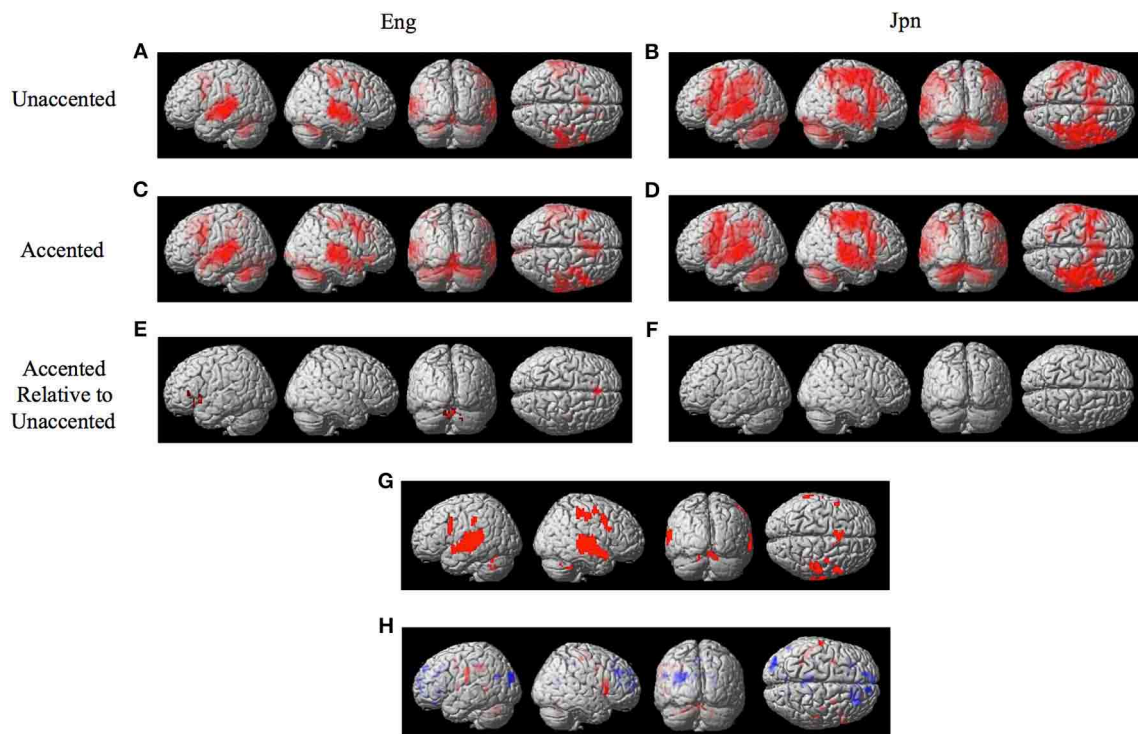 Eng Jpn
A B
Unaccented
C D
Accented
E F
Accented
Relative to
Unaccented
G
H